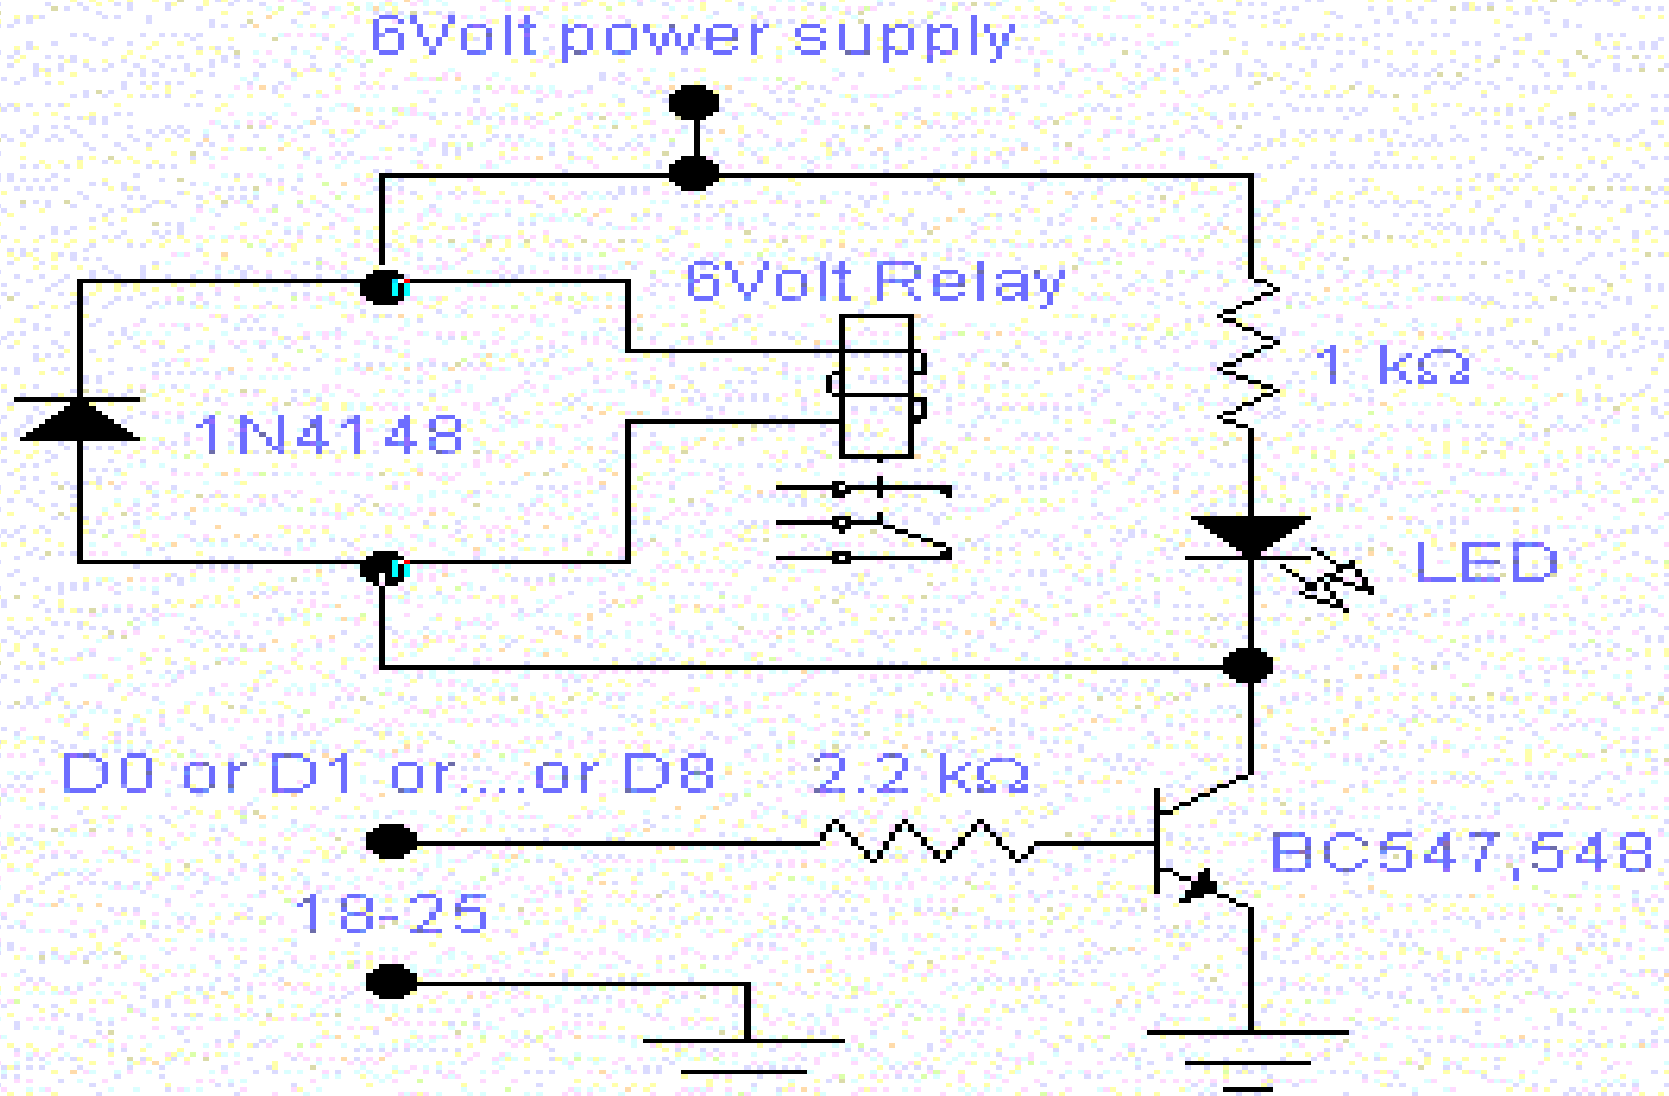 6Volt power supply
6Volt Relay
1 kΩ
1N4148
LED
D0 or D1 or....or D8
2.2 kΩ
BC547,548
18-25